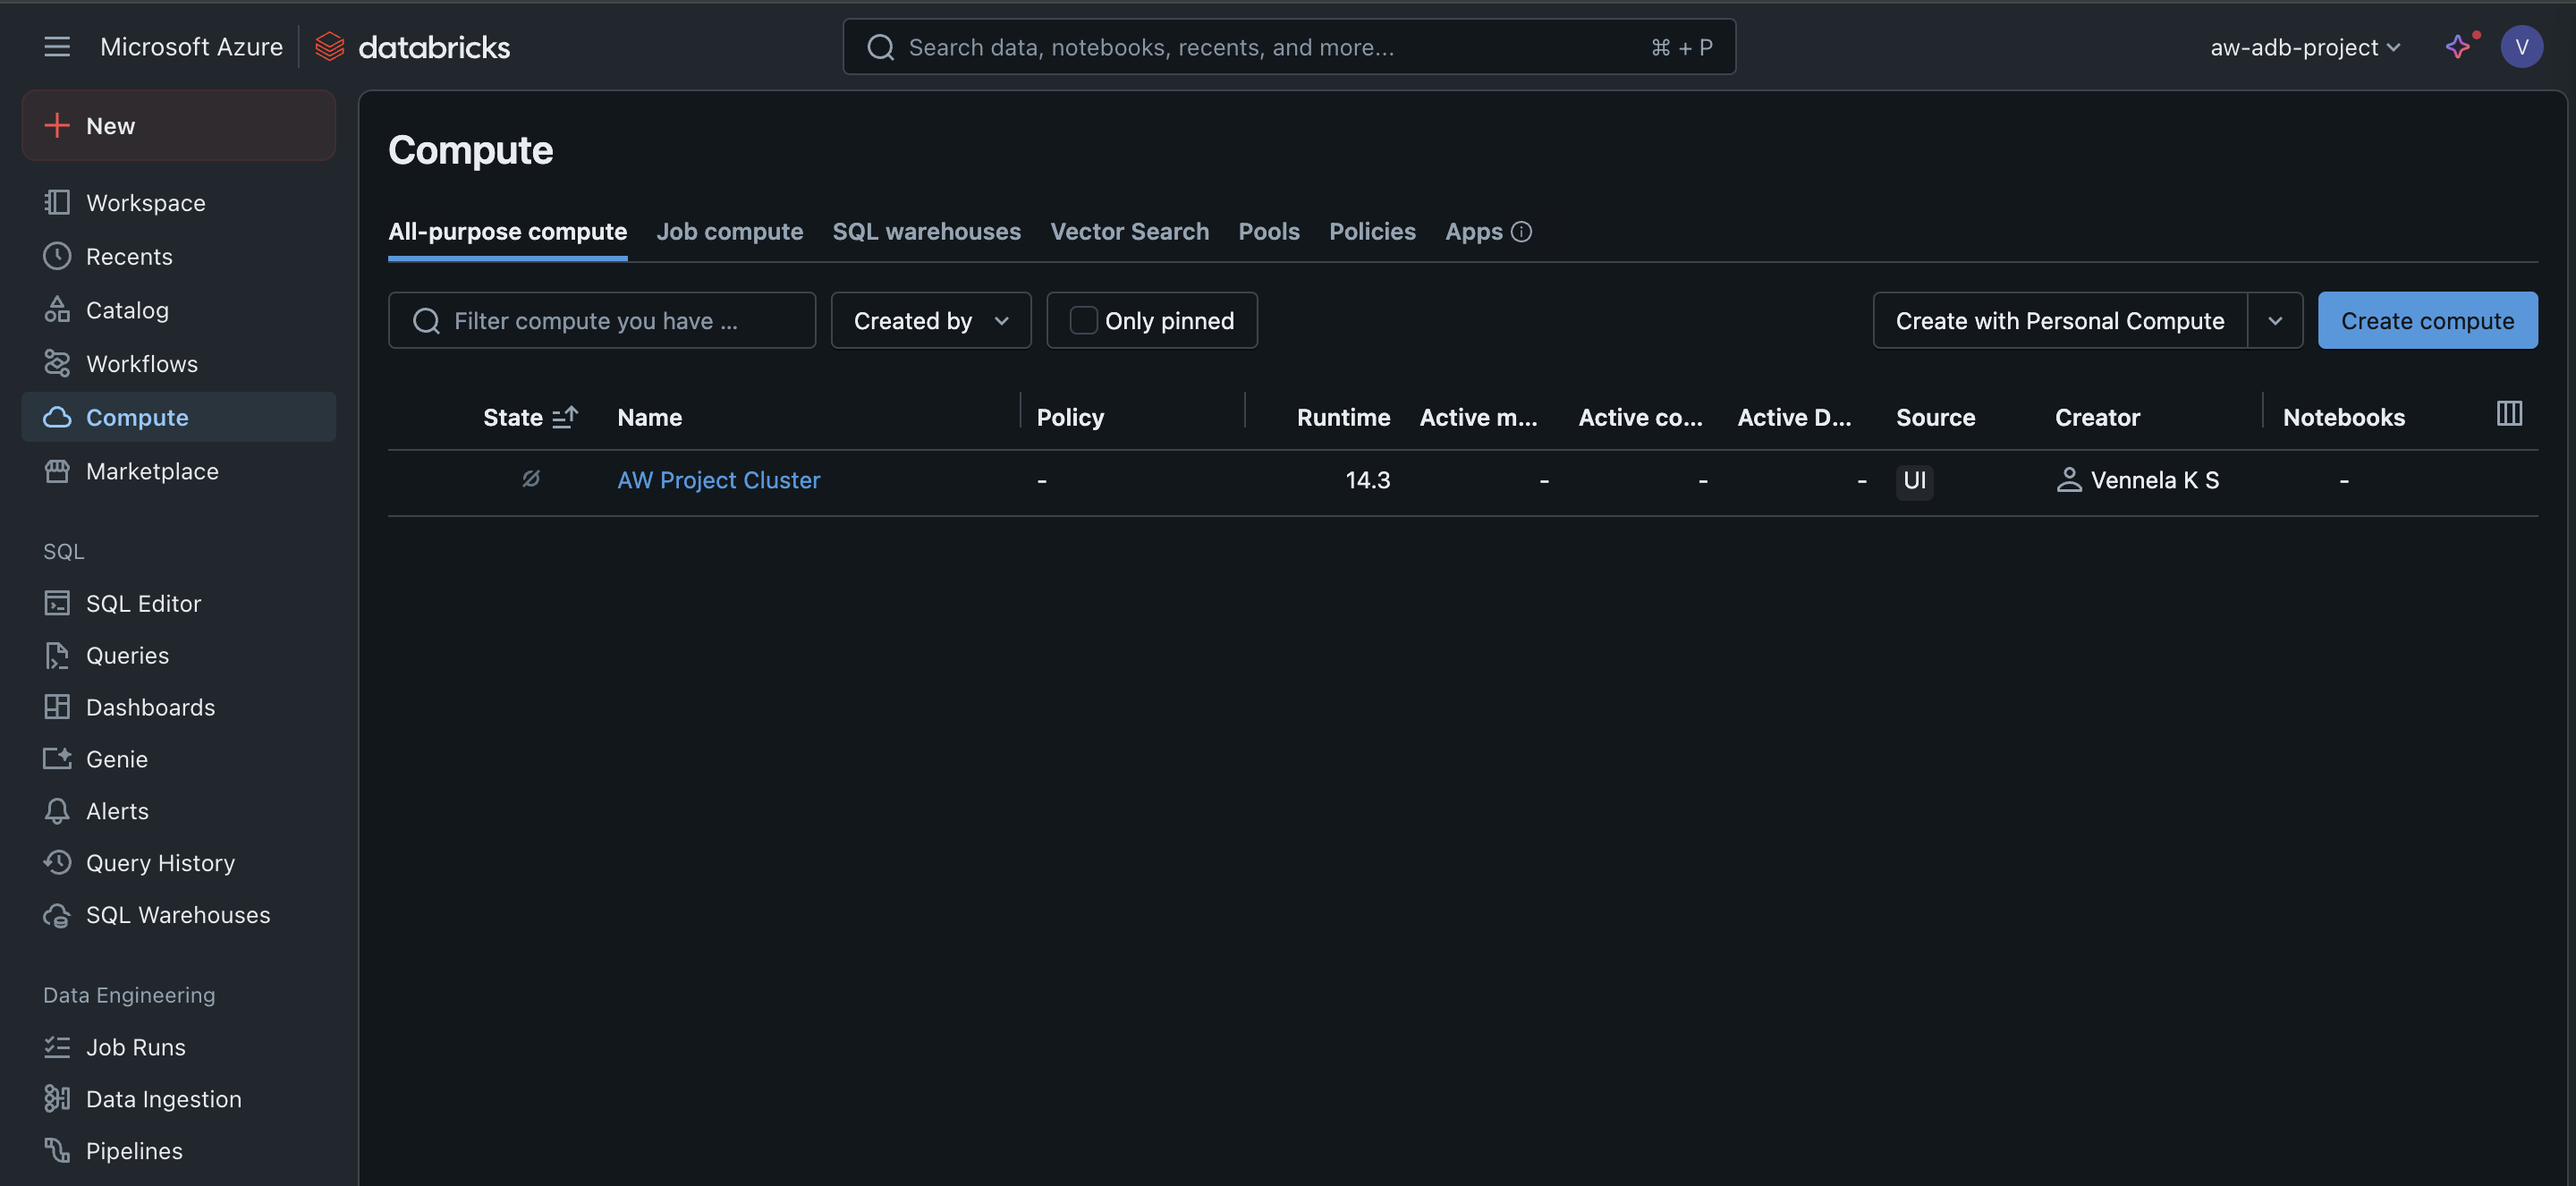 Microsoft Azure databricks Search data, notebooks, recents, and more... ⌘ + P aw-adb-project V
New
Workspace
Recents
Catalog
Workflows
Compute
Marketplace
SQL
SQL Editor
Queries
Dashboards
Genie
Alerts
Query History
SQL Warehouses
Data Engineering
Job Runs
Data Ingestion
Pipelines
Compute
All-purpose compute Job compute SQL warehouses Vector Search Pools Policies Apps
Filter compute you have ... Created by Only pinned Create with Personal Compute Create compute
State Name Policy Runtime Active m... Active co... Active D... Source Creator Notebooks
AW Project Cluster - 14.3 - - - UI Vennela K S -